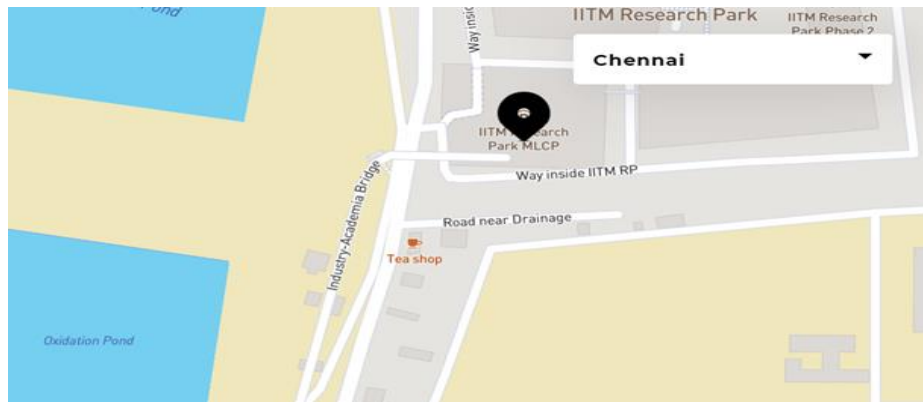 Pond
Way insid
IITM Research Park
IITM Research
Park Phase 2
Chennai
IITM Research
Park MLCP
Way inside IITM RP
Industry-Academia Bridge
Road near Drainage
Tea shop
Oxidation Pond